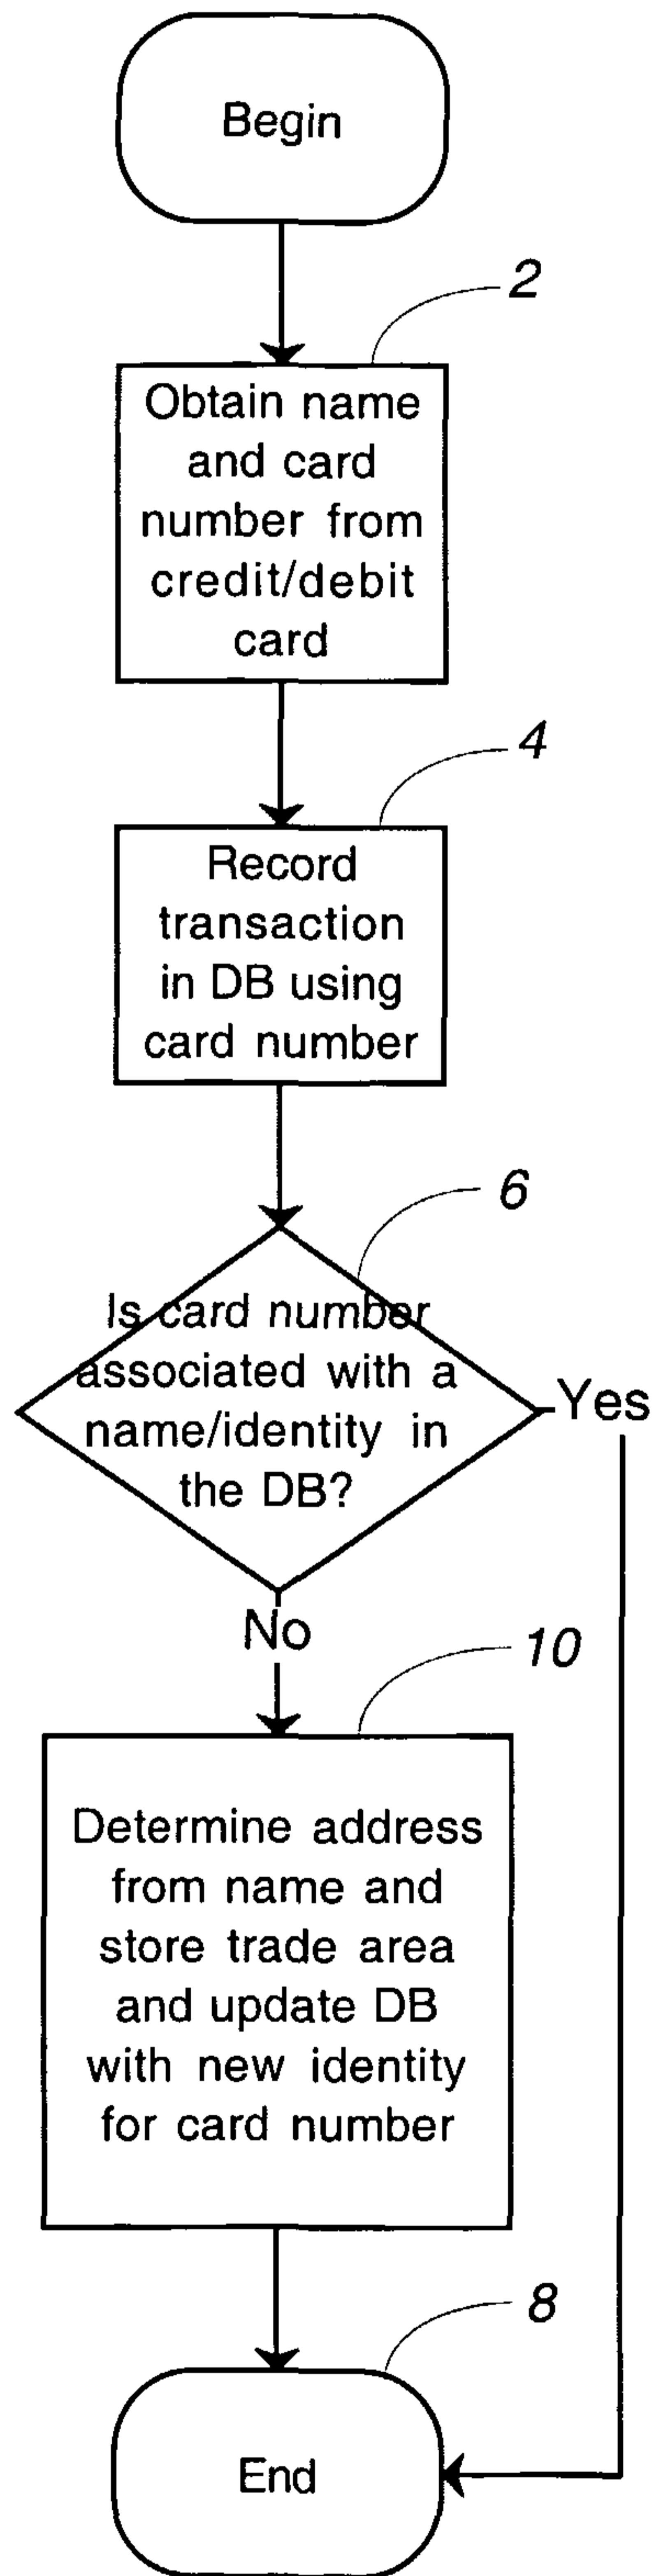 Begin
2
Obtain name
and card
number from
credit/debit
card
4
Record
transaction
in DB using
card number
6
Is card number
associated with a
name/identity in
the DB?
Yes
No
10
Determine address
from name and
store trade area
and update DB
with new identity
for card number
8
End